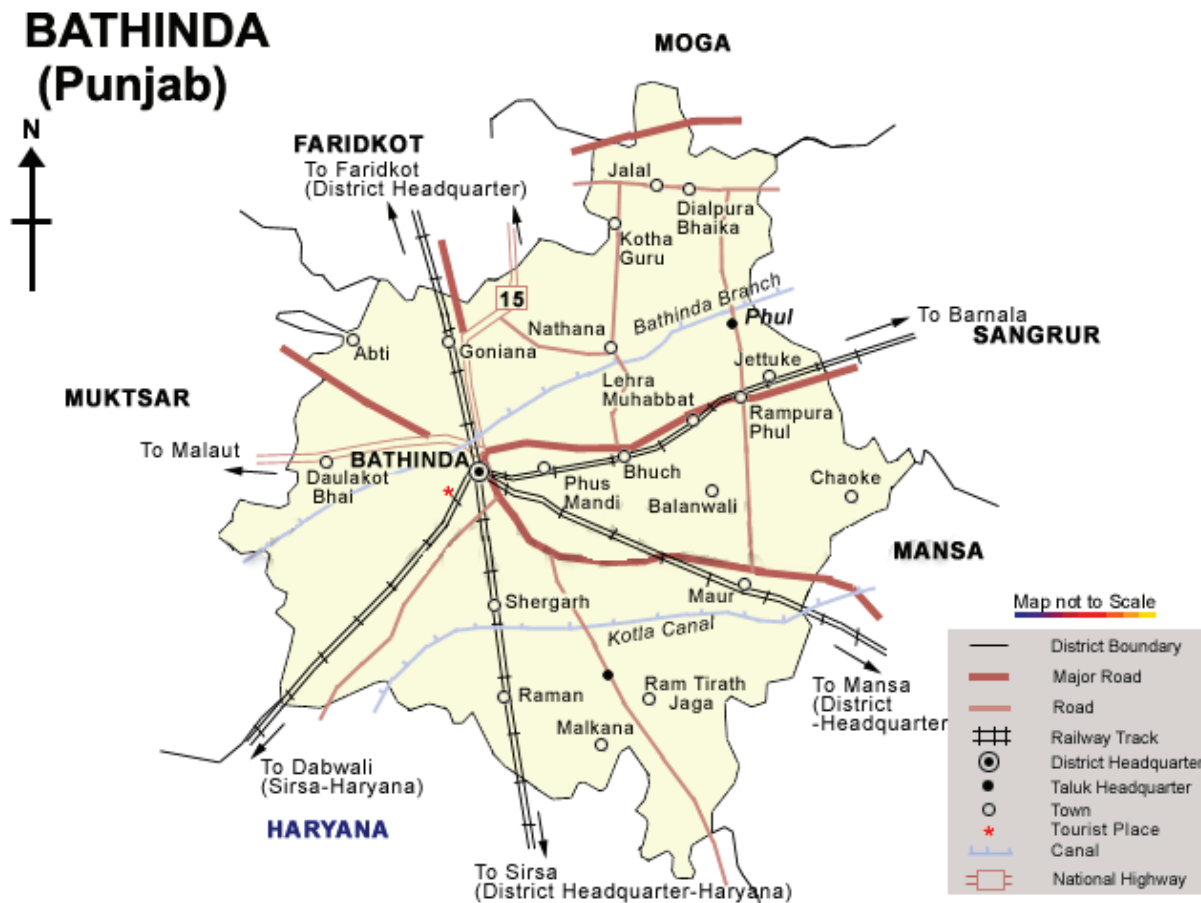 BATHINDA
(Punjab)
N
MOGA
FARIDKOT
To Faridkot
(District Headquarter)
Jalal
Dialpura
Bhaika
Kotha
Guru
15
Bathinda Branch
Phul
To Barnala
SANGRUR
Nathana
Abti
Goniana
Jettuke
Lehra
Muhabbat
MUKTSAR
Rampura
Phul
To Malaut
BATHINDA
Daulakot
Bhai
Bhuch
Phus
Mandi
Balanwali
Chaoke
MANSA
Maur
Shergarh
Kotla Canal
Raman
Ram Tirath
Jaga
Malkana
To Mansa
(District
-Headquarter
To Dabwali
(Sirsa-Haryana)
HARYANA
To Sirsa
(District Headquarter-Haryana)
Map not to Scale
District Boundary
Major Road
Road
Railway Track
District Headquarter
Taluk Headquarter
Town
Tourist Place
Canal
National Highway